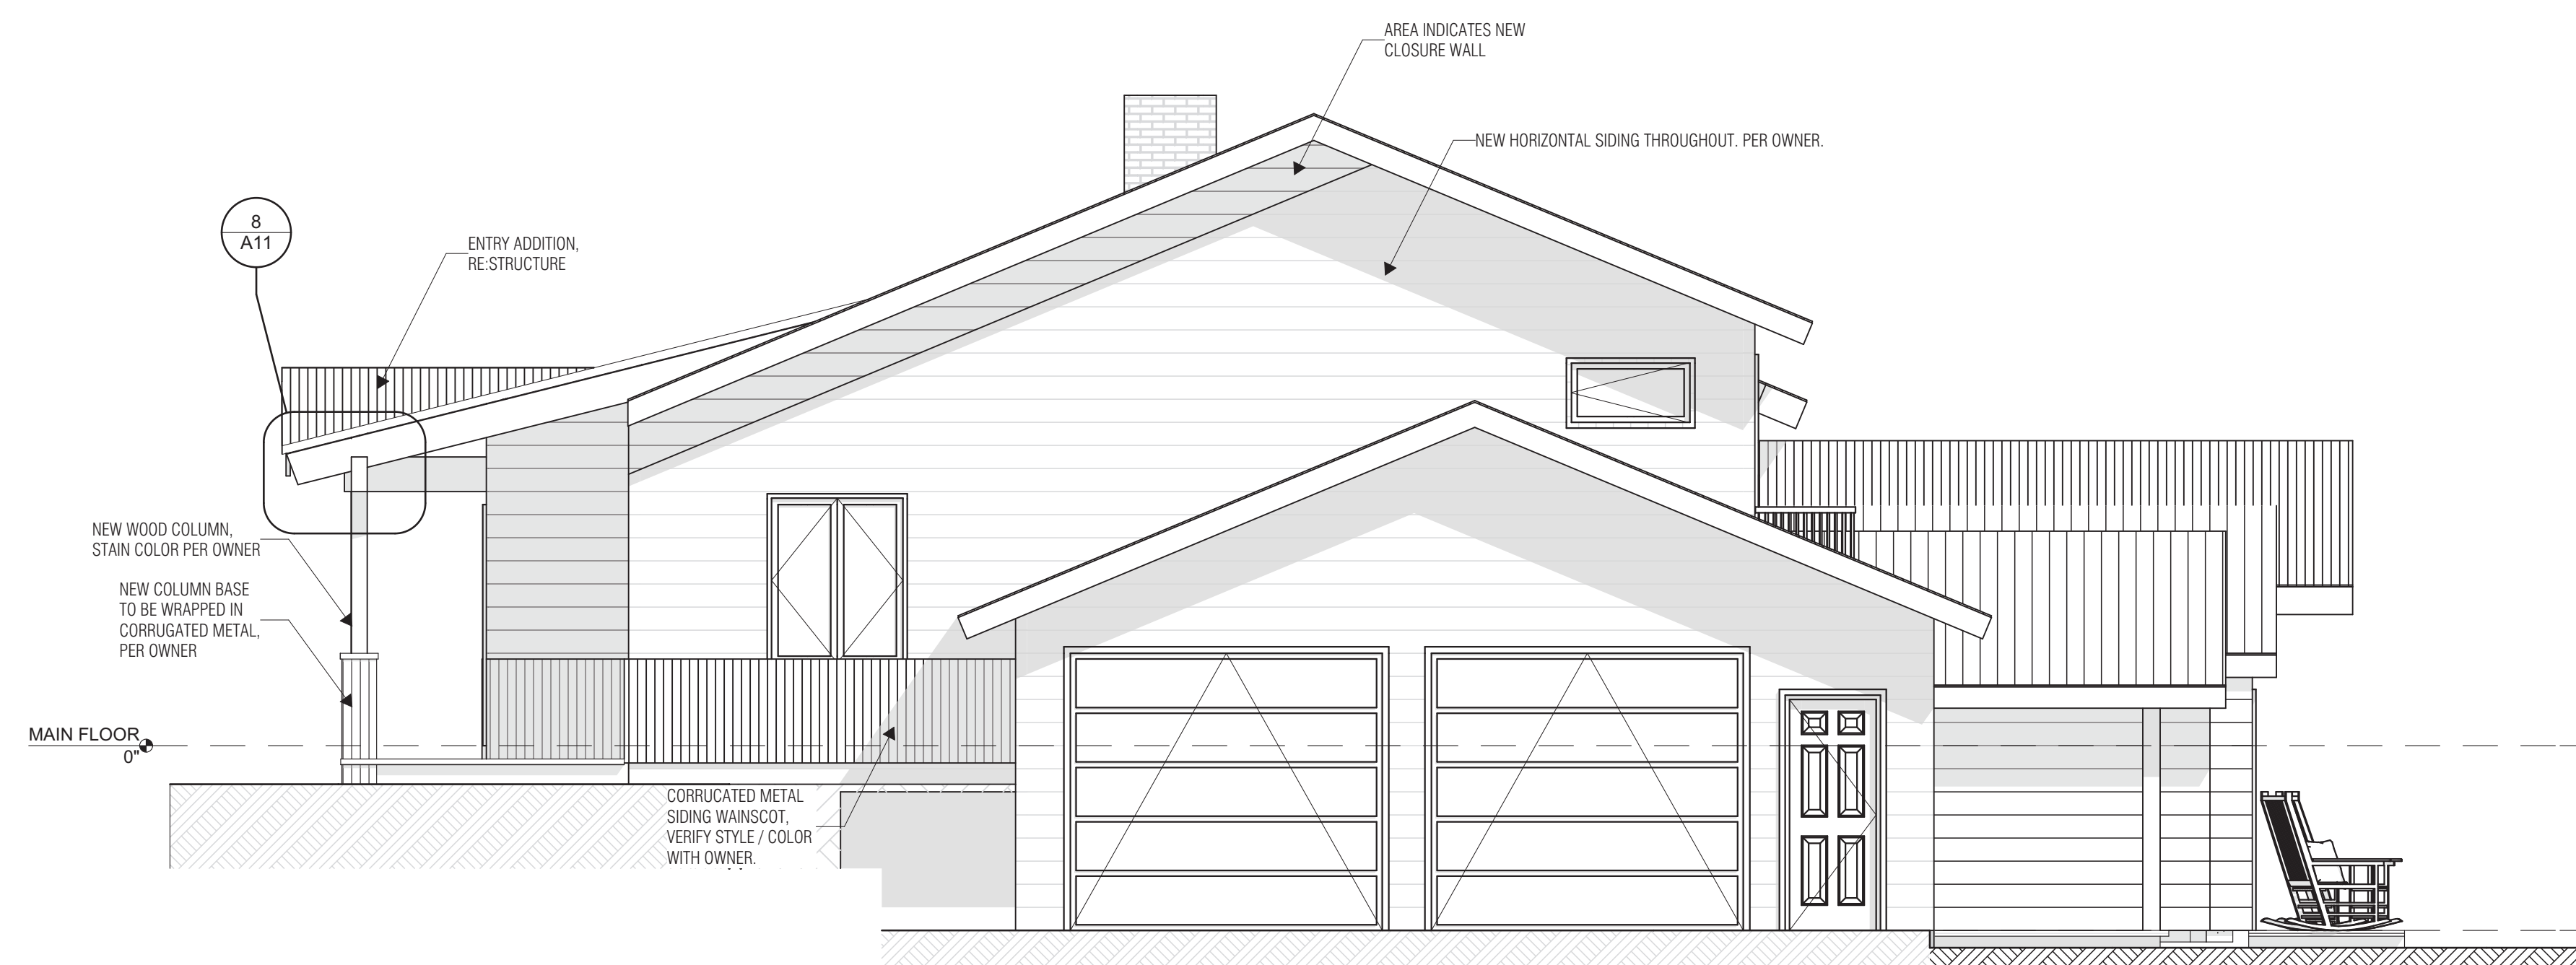 AREA INDICATES NEW
CLOSURE WALL
NEW HORIZONTAL SIDING THROUGHOUT. PER OWNER.
8
A11
ENTRY ADDITION,
RE:STRUCTURE
NEW WOOD COLUMN,
STAIN COLOR PER OWNER
NEW COLUMN BASE
TO BE WRAPPED IN
CORRUGATED METAL,
PER OWNER
MAIN FLOOR
0"
CORRUCATED METAL
SIDING WAINSCOT,
VERIFY STYLE / COLOR
WITH OWNER.